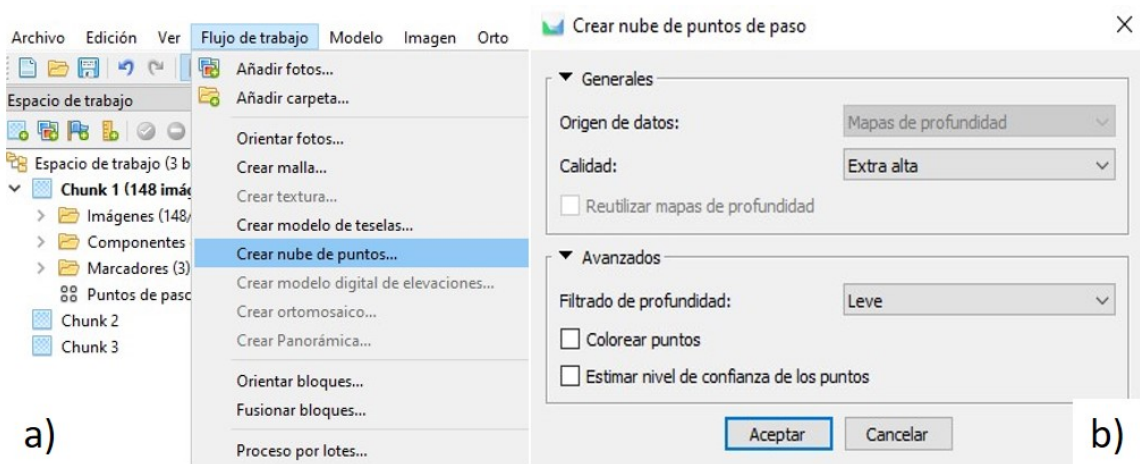 Archivo Edición Ver Flujo de trabajo Modelo Imagen Orto
Añadir fotos...
Espacio de trabajo
Añadir carpeta...
Orientar fotos...
Espacio de trabajo (3 b
Crear malla...
Chunk 1 (148 imág
Crear textura...
Imágenes (148/
Crear modelo de teselas...
Componentes
Crear nube de puntos...
Marcadores (3)
Crear modelo digital de elevaciones...
Puntos de paso
Crear ortomosaico...
Chunk 2
Crear Panorámica...
Chunk 3
Orientar bloques...
Fusionar bloques...
Proceso por lotes...
a)
Crear nube de puntos de paso
Generales
Origen de datos: Mapas de profundidad
Calidad: Extra alta
Reutilizar mapas de profundidad
Avanzados
Filtrado de profundidad: Leve
Colorear puntos
Estimar nivel de confianza de los puntos
Aceptar Cancelar
b)